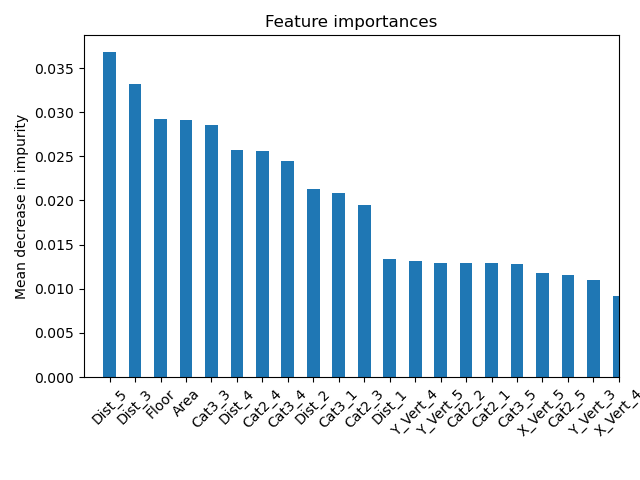 Feature importances
Mean decrease in impurity
0.035
0.030
0.025
0.020
0.015
0.010
0.005
0.000
Dist_5
Dist_3
Floor
Area
Cat3_3
Dist_4
Cat2_4
Cat3_4
Dist_2
Cat3_1
Cat2_3
Dist_1
Y_Vert_4
Y_Vert_5
Cat2_2
Cat2_1
Cat3_5
X_Vert_5
Cat2_5
Y_Vert_3
X_Vert_4